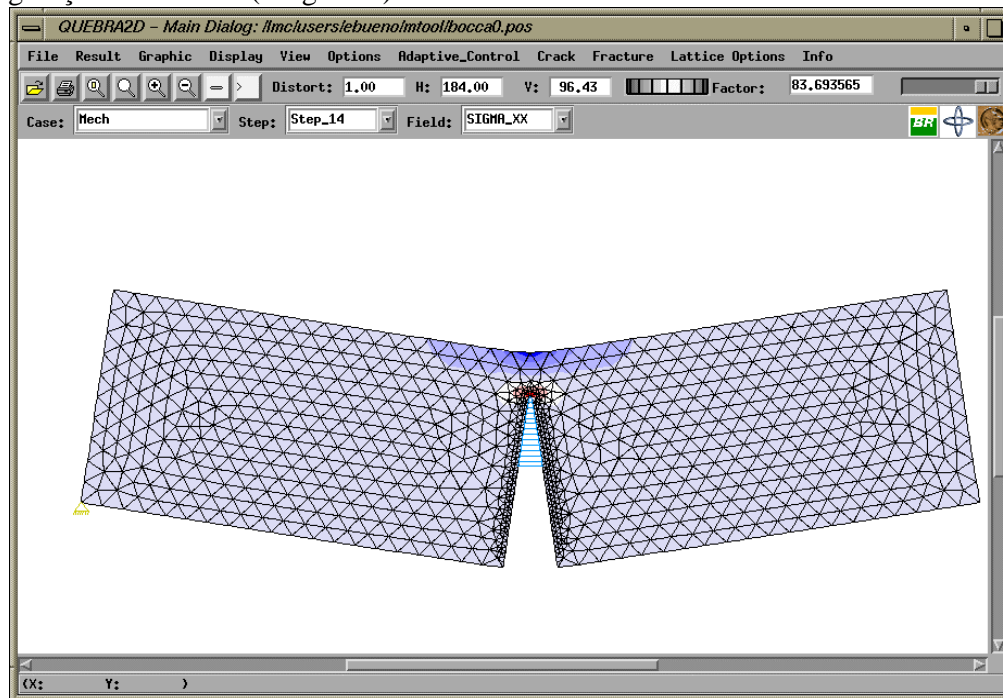 QUEBRA2D – Main Dialog: /lmc/users/ebueno/mtool/bocca0.pos
File Result Graphic Display View Options Adaptive_Control Crack Fracture Lattice Options Info
Distort: 1.00 H: 184.00 V: 96.43 Factor: 83.693565
Case: Mech Step: Step_14 Field: SIGMA_XX BR
(X: Y: )